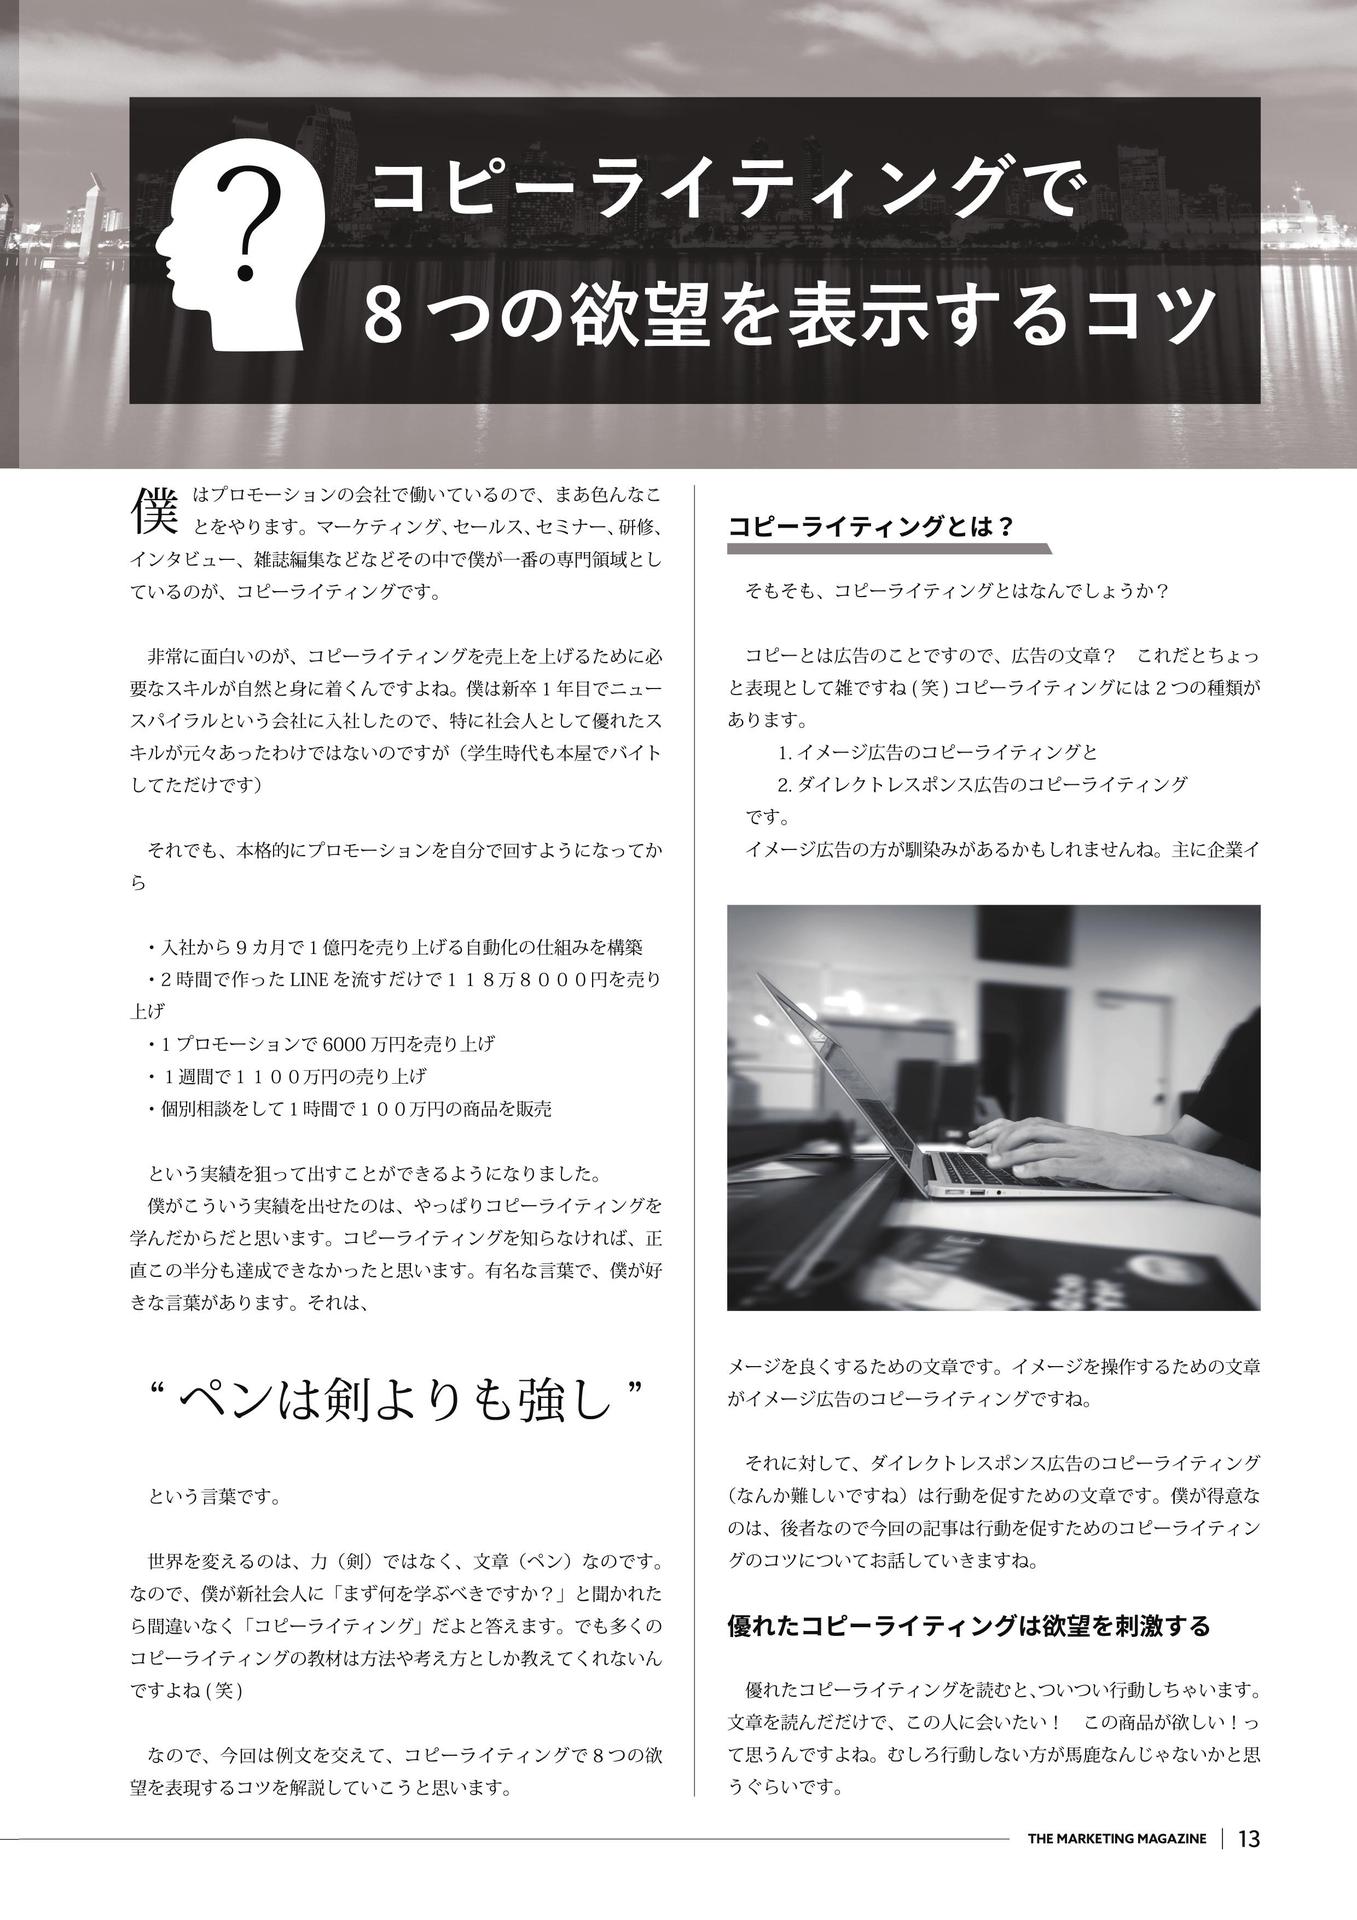 コピーライティングで
8つの欲望を表示するコツ
僕はプロモーションの会社で働いているので、まあ色んなこ
とをやります。マーケティング、セールス、セミナー、研修、
インタビュー、雑誌編集などなどその中で僕が一番の専門領域とし
ているのが、コピーライティングです。
非常に面白いのが、コピーライティングを売上を上げるために必
要なスキルが自然と身に着くんですよね。僕は新卒1年目でニュー
スパイラルという会社に入社したので、特に社会人として優れたス
キルが元々あったわけではないのですが（学生時代も本屋でバイト
してただけです）
それでも、本格的にプロモーションを自分で回すようになってか
ら
・入社から9カ月で1億円を売り上げる自動化の仕組みを構築
・2時間で作ったLINEを流すだけで１１８万８０００円を売り
上げ
・1プロモーションで6000万円を売り上げ
・１週間で１１００万円の売り上げ
・個別相談をして1時間で１００万円の商品を販売
という実績を狙って出すことができるようになりました。
僕がこういう実績を出せたのは、やっぱりコピーライティングを
学んだからだと思います。コピーライティングを知らなければ、正
直この半分も達成できなかったと思います。有名な言葉で、僕が好
きな言葉があります。それは、
“ペンは剣よりも強し”
という言葉です。
世界を変えるのは、力（剣）ではなく、文章（ペン）なのです。
なので、僕が新社会人に「まず何を学ぶべきですか？」と聞かれた
ら間違いなく「コピーライティング」だよと答えます。でも多くの
コピーライティングの教材は方法や考え方としか教えてくれないん
ですよね(笑)
なので、今回は例文を交えて、コピーライティングで8つの欲
望を表現するコツを解説していこうと思います。
コピーライティングとは？
そもそも、コピーライティングとはなんでしょうか？
コピーとは広告のことですので、広告の文章？　これだとちょっ
と表現として雑ですね(笑)コピーライティングには2つの種類が
あります。
1. イメージ広告のコピーライティングと
2. ダイレクトレスポンス広告のコピーライティング
です。
イメージ広告の方が馴染みがあるかもしれませんね。主に企業イ
メージを良くするための文章です。イメージを操作するための文章
がイメージ広告のコピーライティングですね。
それに対して、ダイレクトレスポンス広告のコピーライティング
（なんか難しいですね）は行動を促すための文章です。僕が得意な
のは、後者なので今回の記事は行動を促すためのコピーライティン
グのコツについてお話していきますね。
優れたコピーライティングは欲望を刺激する
優れたコピーライティングを読むと、ついつい行動しちゃいます。
文章を読んだだけで、この人に会いたい！　この商品が欲しい！っ
て思うんですよね。むしろ行動しない方が馬鹿なんじゃないかと思
うぐらいです。
THE MARKETING MAGAZINE | 13